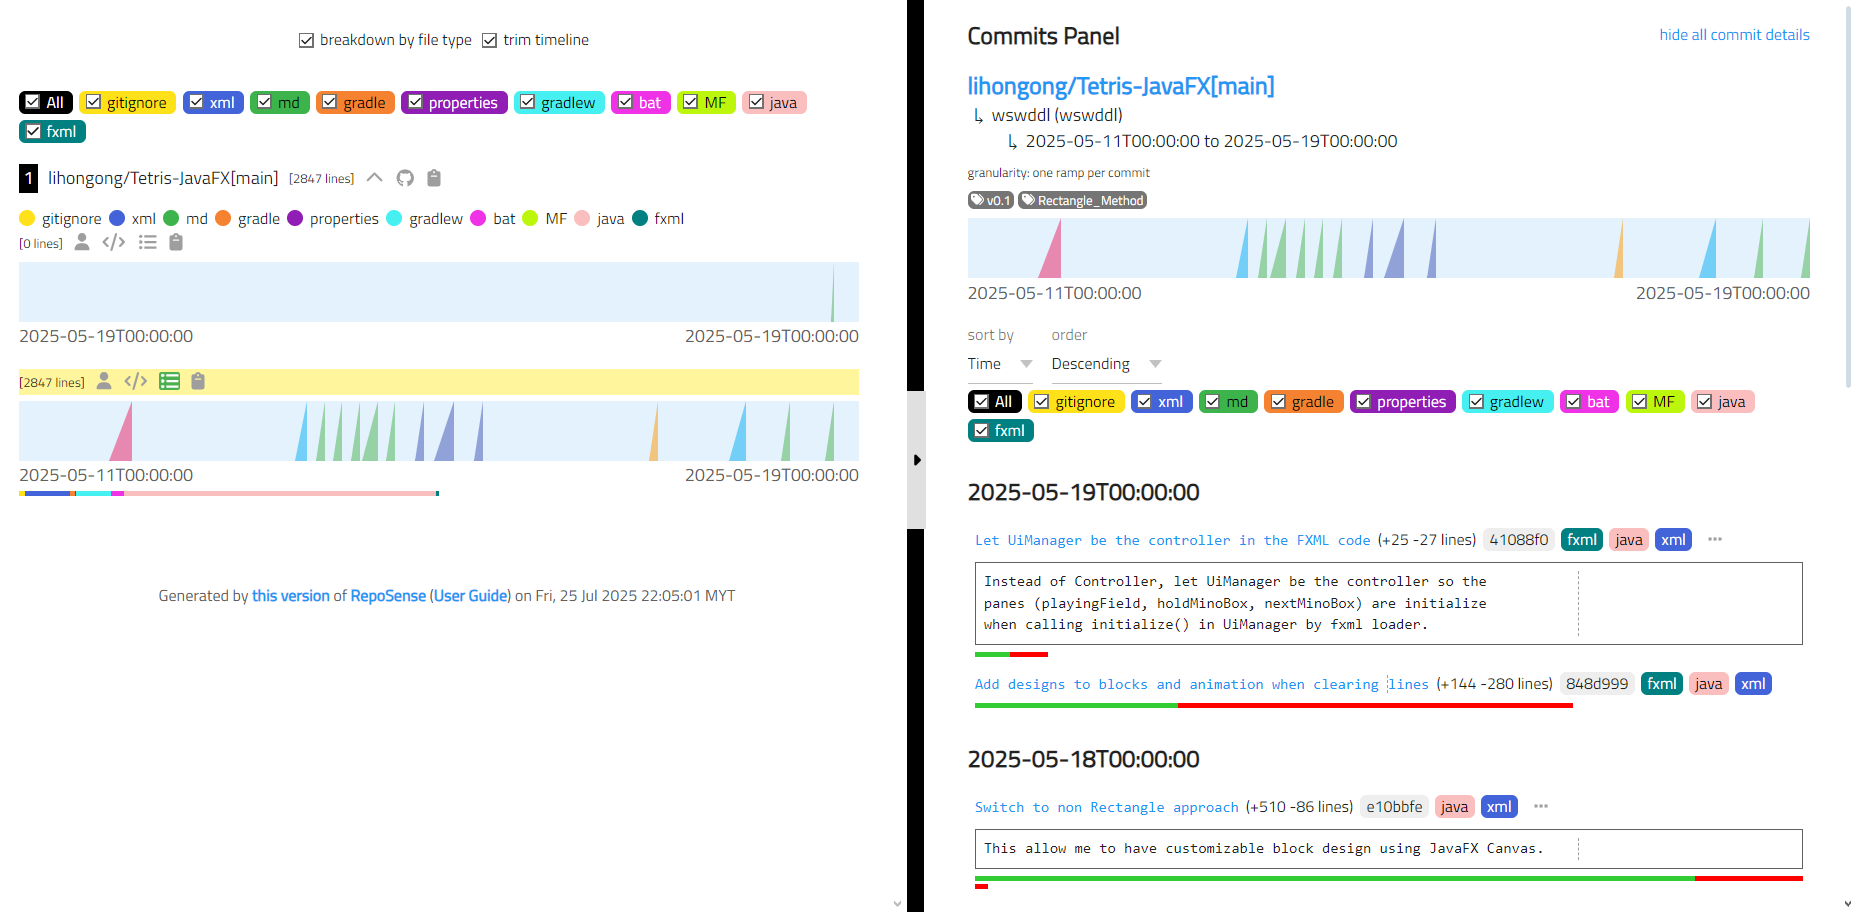 breakdown by file type trim timeline
All gitignore xml md gradle properties gradlew bat MF java
fxml
1 lihongong/Tetris-JavaFX[main] [2847 lines]
gitignore xml md gradle properties gradlew bat MF java fxml
[0 lines]
2025-05-19T00:00:00 2025-05-19T00:00:00
[2847 lines]
2025-05-11T00:00:00 2025-05-19T00:00:00
Generated by this version of RepoSense (User Guide) on Fri, 25 Jul 2025 22:05:01 MYT
Commits Panel
hide all commit details
lihongong/Tetris-JavaFX[main]
↳ wswddl (wswddl)
↳ 2025-05-11T00:00:00 to 2025-05-19T00:00:00
granularity: one ramp per commit
v0.1 Rectangle_Method
2025-05-11T00:00:00 2025-05-19T00:00:00
sort by order
Time Descending
All gitignore xml md gradle properties gradlew bat MF java
fxml
2025-05-19T00:00:00
Let UiManager be the controller in the FXML code (+25 -27 lines) 41088f0 fxml java xml ...
Instead of Controller, let UiManager be the controller so the
panes (playingField, holdMinoBox, nextMinoBox) are initialize
when calling initialize() in UiManager by fxml loader.
Add designs to blocks and animation when clearing lines (+144 -280 lines) 848d999 fxml java xml
2025-05-18T00:00:00
Switch to non Rectangle approach (+510 -86 lines) e10bbfe java xml ...
This allow me to have customizable block design using JavaFX Canvas.